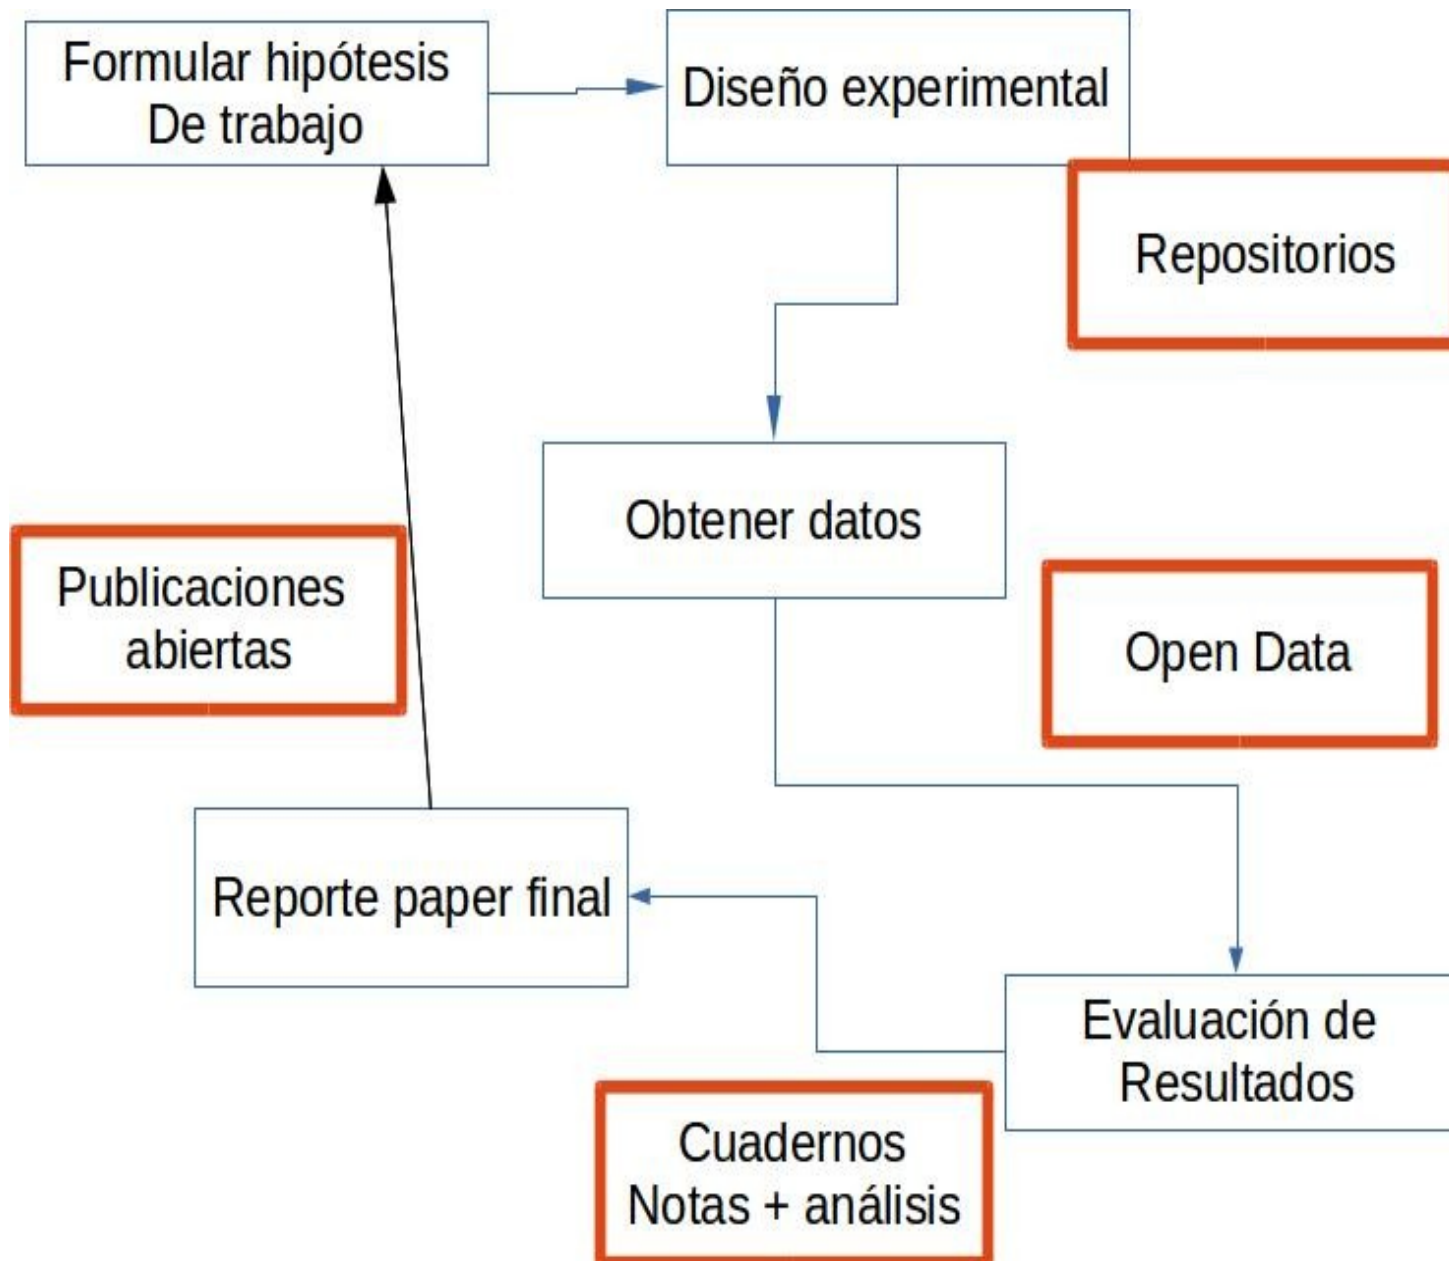 Formular hipótesis
De trabajo
Diseño experimental
Repositorios
Obtener datos
Publicaciones
abiertas
Open Data
Reporte paper final
Evaluación de
Resultados
Cuadernos
Notas + análisis